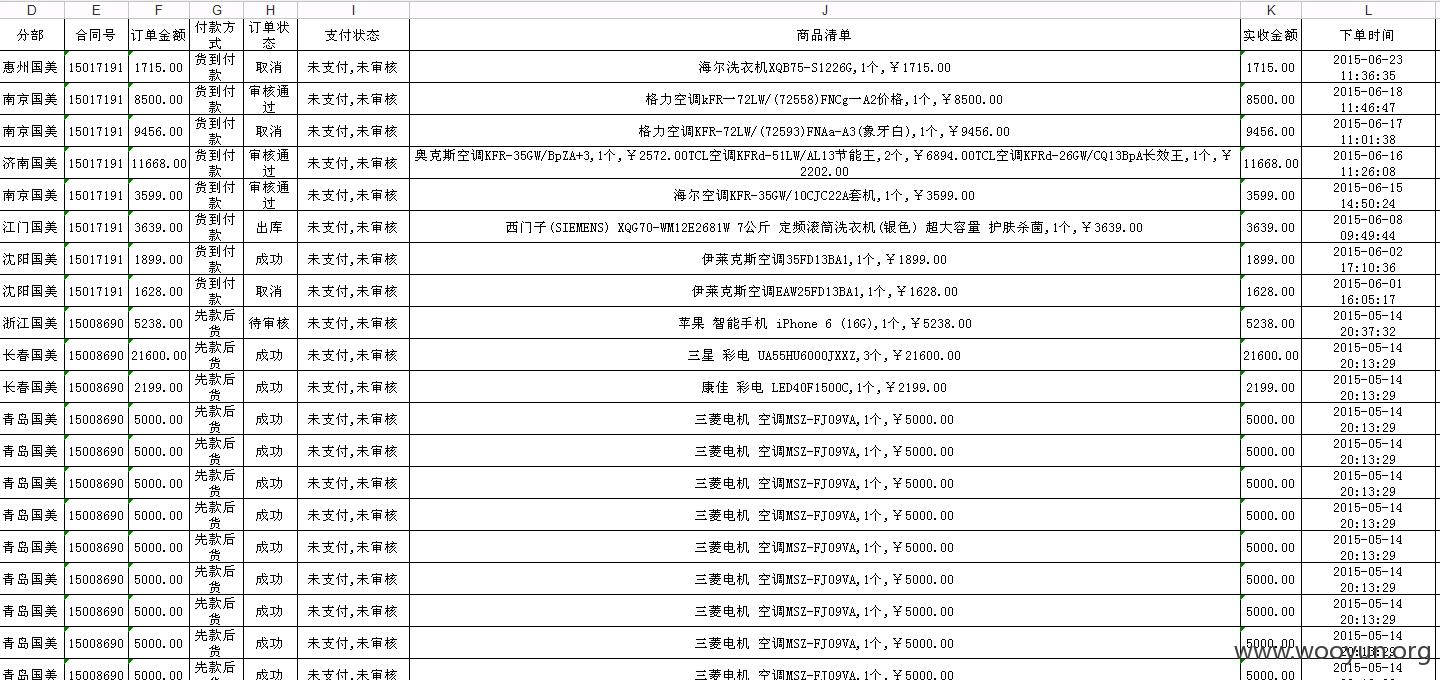 D E F G H I J K L
分部 合同号 订单金额 付款方式 订单状态 支付状态 商品清单 实收金额 下单时间
惠州国美 15017191 1715.00 货到付款 取消 未支付,未审核 海尔洗衣机XQB75-S1226G,1个,￥1715.00 1715.00 2015-06-23 11:36:35
南京国美 15017191 8500.00 货到付款 审核通过 未支付,未审核 格力空调kFR一72LW/(72558)FNCg一A2价格,1个,￥8500.00 8500.00 2015-06-18 11:46:47
南京国美 15017191 9456.00 货到付款 取消 未支付,未审核 格力空调KFR-72LW/(72593)FNAa-A3(象牙白),1个,￥9456.00 9456.00 2015-06-17 11:01:38
济南国美 15017191 11668.00 货到付款 审核通过 未支付,未审核 奥克斯空调KFR-35GW/BpZA+3,1个,￥2572.00TCL空调KFRd-51LW/AL13节能王,2个,￥6894.00TCL空调KFRd-26GW/CQ13BpA长效王,1个,￥2202.00 11668.00 2015-06-16 11:26:08
南京国美 15017191 3599.00 货到付款 审核通过 未支付,未审核 海尔空调KFR-35GW/10CJC22A套机,1个,￥3599.00 3599.00 2015-06-15 14:50:24
江门国美 15017191 3639.00 货到付款 出库 未支付,未审核 西门子(SIEMENS) XQG70-WM12E2681W 7公斤 定频滚筒洗衣机(银色) 超大容量 护肤杀菌,1个,￥3639.00 3639.00 2015-06-08 09:49:44
沈阳国美 15017191 1899.00 货到付款 成功 未支付,未审核 伊莱克斯空调35FD13BA1,1个,￥1899.00 1899.00 2015-06-02 17:10:36
沈阳国美 15017191 1628.00 货到付款 取消 未支付,未审核 伊莱克斯空调EAW25FD13BA1,1个,￥1628.00 1628.00 2015-06-01 16:05:17
浙江国美 15008690 5238.00 先款后货 待审核 未支付,未审核 苹果 智能手机 iPhone 6 (16G),1个,￥5238.00 5238.00 2015-05-14 20:37:32
长春国美 15008690 21600.00 先款后货 成功 未支付,未审核 三星 彩电 UA55HU6000JXXZ,3个,￥21600.00 21600.00 2015-05-14 20:13:29
长春国美 15008690 2199.00 先款后货 成功 未支付,未审核 康佳 彩电 LED40F1500C,1个,￥2199.00 2199.00 2015-05-14 20:13:29
青岛国美 15008690 5000.00 先款后货 成功 未支付,未审核 三菱电机 空调MSZ-FJ09VA,1个,￥5000.00 5000.00 2015-05-14 20:13:29
青岛国美 15008690 5000.00 先款后货 成功 未支付,未审核 三菱电机 空调MSZ-FJ09VA,1个,￥5000.00 5000.00 2015-05-14 20:13:29
青岛国美 15008690 5000.00 先款后货 成功 未支付,未审核 三菱电机 空调MSZ-FJ09VA,1个,￥5000.00 5000.00 2015-05-14 20:13:29
青岛国美 15008690 5000.00 先款后货 成功 未支付,未审核 三菱电机 空调MSZ-FJ09VA,1个,￥5000.00 5000.00 2015-05-14 20:13:29
青岛国美 15008690 5000.00 先款后货 成功 未支付,未审核 三菱电机 空调MSZ-FJ09VA,1个,￥5000.00 5000.00 2015-05-14 20:13:29
青岛国美 15008690 5000.00 先款后货 成功 未支付,未审核 三菱电机 空调MSZ-FJ09VA,1个,￥5000.00 5000.00 2015-05-14 20:13:29
青岛国美 15008690 5000.00 先款后货 成功 未支付,未审核 三菱电机 空调MSZ-FJ09VA,1个,￥5000.00 5000.00 2015-05-14 20:13:29
青岛国美 15008690 5000.00 先款后货 成功 未支付,未审核 三菱电机 空调MSZ-FJ09VA,1个,￥5000.00 5000.00 2015-05-14
青岛国美 15008690 5000.00 先款后货 成功 未支付,未审核 三菱电机 空调MSZ-FJ09VA,1个,￥5000.00 5000.00 2015-05-14
www.wooyun.org